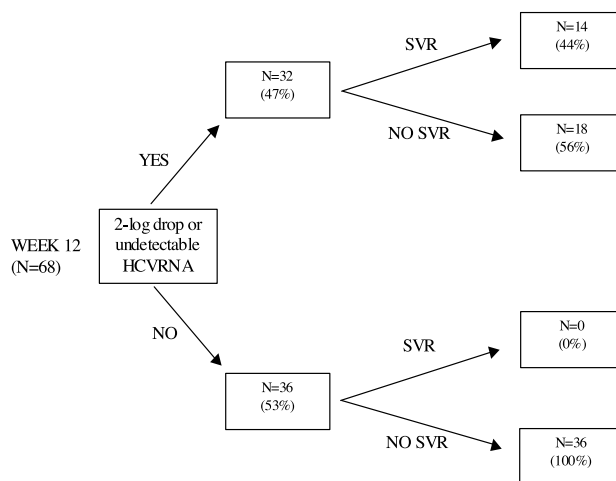 SVR
N=14
(44%)
N=32
(47%)
NO SVR
N=18
(56%)
YES
WEEK 12
(N=68)
2-log drop or
undetectable
HCVRNA
NO
SVR
N=0
(0%)
N=36
(53%)
NO SVR
N=36
(100%)